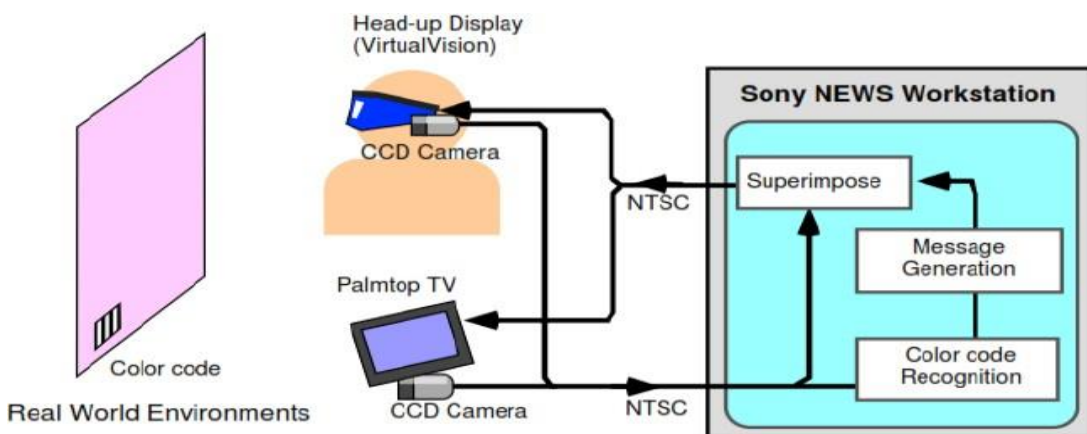 Head-up Display
(VirtualVision)
CCD Camera
Palmtop TV
CCD Camera
Color code
Real World Environments
NTSC
NTSC
Sony NEWS Workstation
Superimpose
Message
Generation
Color code
Recognition